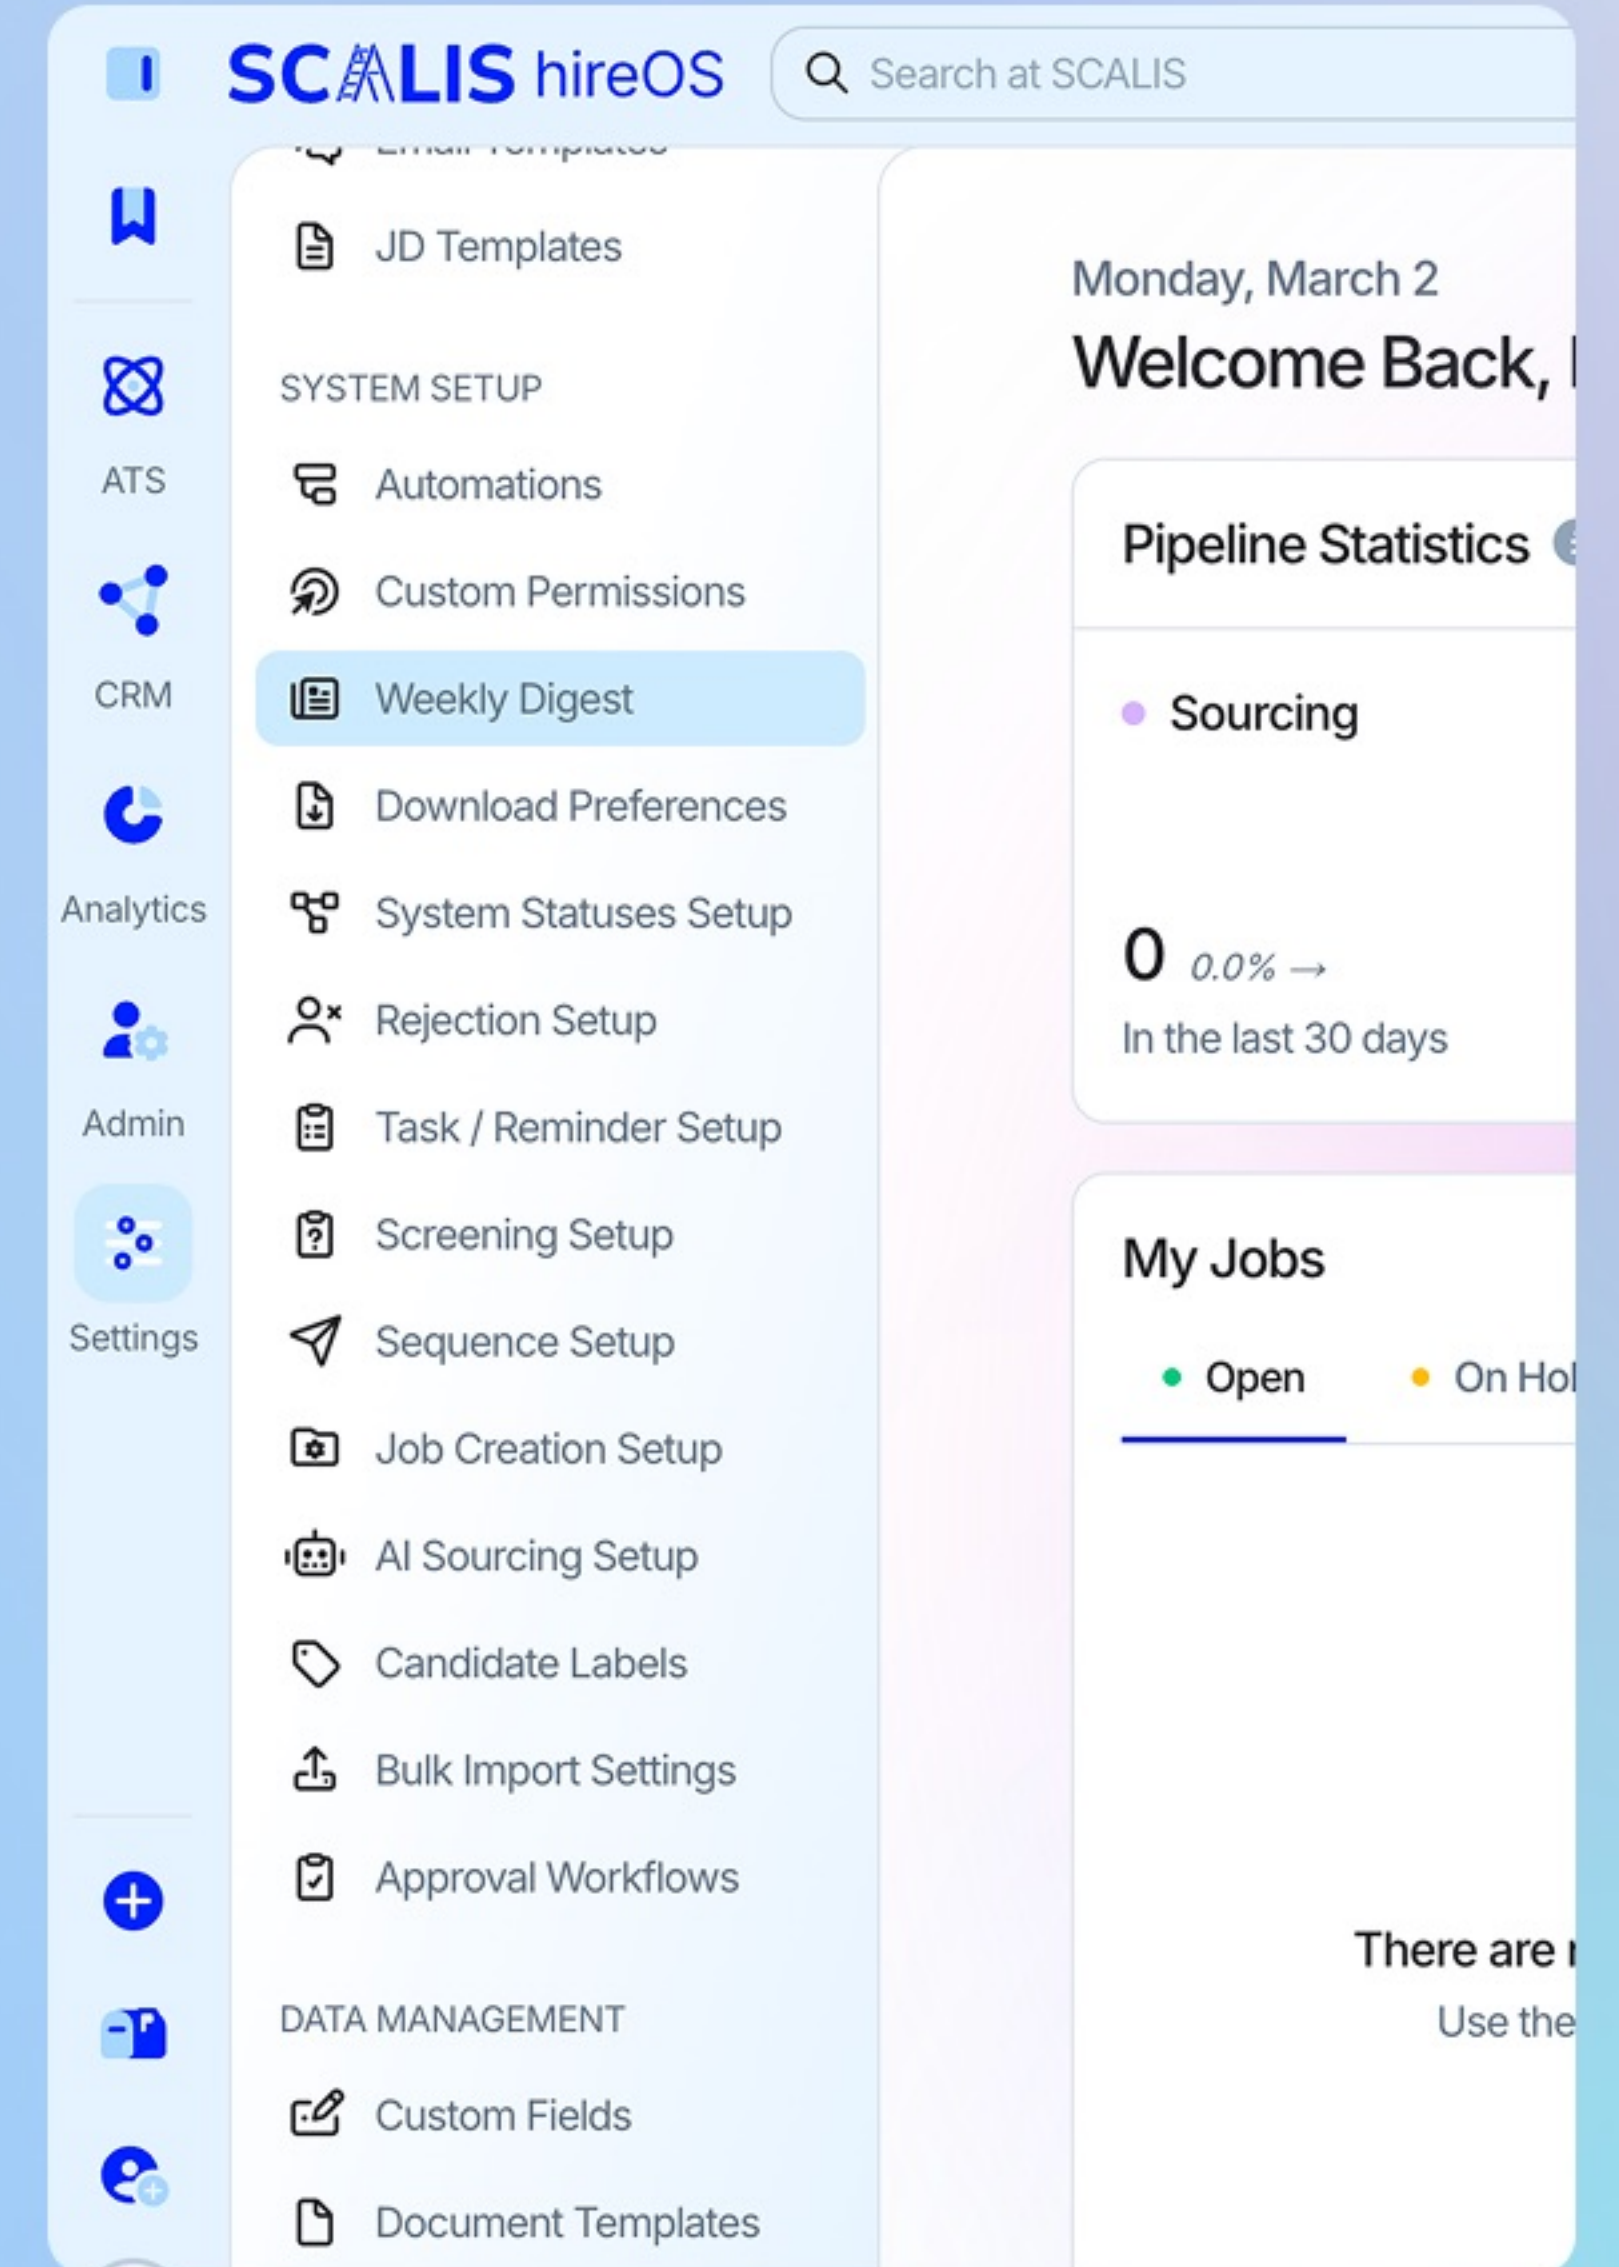 SCALIS hireOS
Search at SCALIS
Email Templates
JD Templates
SYSTEM SETUP
Automations
Custom Permissions
Weekly Digest
Download Preferences
System Statuses Setup
Rejection Setup
Task / Reminder Setup
Screening Setup
Sequence Setup
Job Creation Setup
AI Sourcing Setup
Candidate Labels
Bulk Import Settings
Approval Workflows
DATA MANAGEMENT
Custom Fields
Document Templates
ATS
CRM
Analytics
Admin
Settings
Monday, March 2
Welcome Back,
Pipeline Statistics
Sourcing
0 0.0% →
In the last 30 days
My Jobs
Open
On Hol
There are
Use the